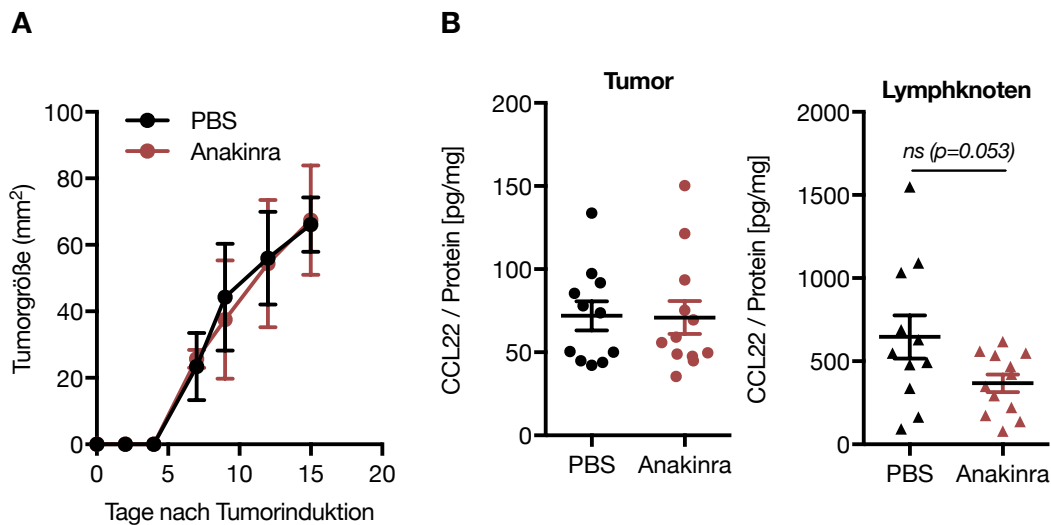 A
PBS
Anakinra
Tumorgröße (mm²)
100
80
60
40
20
0
0
5
10
15
20
Tage nach Tumorinduktion
B
Tumor
CCL22 / Protein [pg/mg]
200
150
100
50
0
PBS
Anakinra
Lymphknoten
CCL22 / Protein [pg/mg]
2000
1500
1000
500
0
ns (p=0.053)
PBS
Anakinra